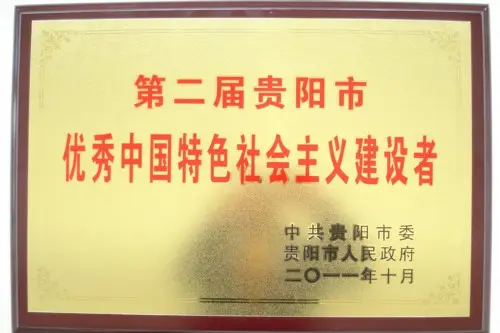 第二届贵阳市
优秀中国特色社会主义建设者
中共贵阳市委
贵阳市人民政府
二〇一一年十月